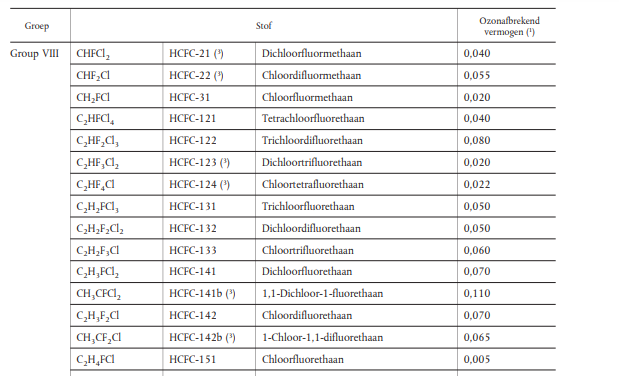 Groep Stof Ozonafbrekend vermogen (¹)
Group VIII CHFCl₂ HCFC-21 (³) Dichloorfluormethaan 0,040
CHF₂Cl HCFC-22 (³) Chloordifluormethaan 0,055
CH₂FCl HCFC-31 Chloorfluormethaan 0,020
C₂HFCl₄ HCFC-121 Tetrachloorfluorethaan 0,040
C₂HF₂Cl₃ HCFC-122 Trichloordifluorethaan 0,080
C₂HF₃Cl₂ HCFC-123 (³) Dichloortrifluorethaan 0,020
C₂HF₄Cl HCFC-124 (³) Chloortetrafluorethaan 0,022
C₂H₂FCl₃ HCFC-131 Trichloorfluorethaan 0,050
C₂H₂F₂Cl₂ HCFC-132 Dichloordifluorethaan 0,050
C₂H₂F₃Cl HCFC-133 Chloortrifluorethaan 0,060
C₂H₃FCl₂ HCFC-141 Dichloorfluorethaan 0,070
CH₃CFCl₂ HCFC-141b (³) 1,1-Dichloor-1-fluorethaan 0,110
C₂H₃F₂Cl HCFC-142 Chloordifluorethaan 0,070
CH₃CF₂Cl HCFC-142b (³) 1-Chloor-1,1-difluorethaan 0,065
C₂H₄FCl HCFC-151 Chloorfluorethaan 0,005